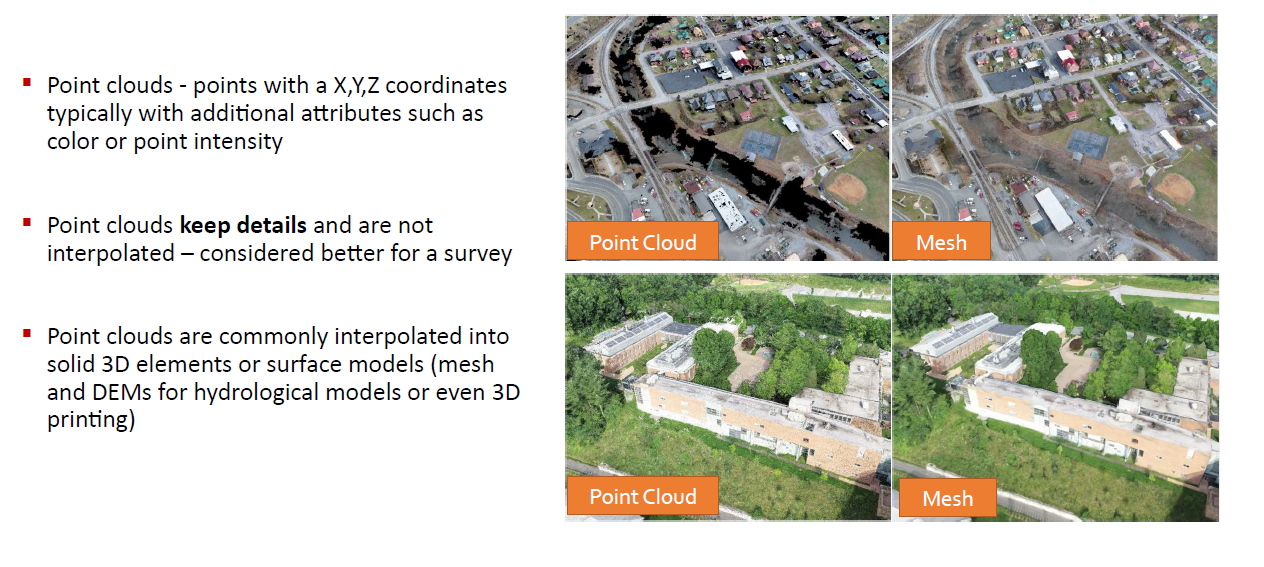 Point clouds - points with a X,Y,Z coordinates
typically with additional attributes such as
color or point intensity
Point clouds keep details and are not
interpolated – considered better for a survey
Point clouds are commonly interpolated into
solid 3D elements or surface models (mesh
and DEMs for hydrological models or even 3D
printing)
Point Cloud
Mesh
Point Cloud
Mesh